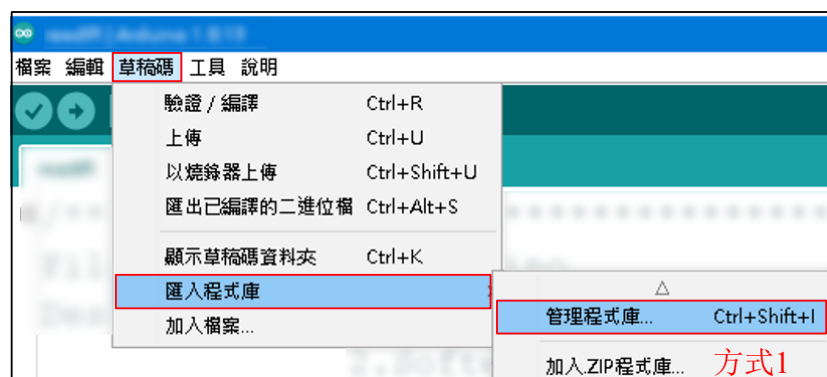 檔案 編輯 草稿碼 工具 說明
驗證 / 編譯 Ctrl+R
上傳 Ctrl+U
以燒錄器上傳 Ctrl+Shift+U
匯出已編譯的二進位檔 Ctrl+Alt+S
顯示草稿碼資料夾 Ctrl+K
匯入程式庫
加入檔案...
管理程式庫... Ctrl+Shift+I
加入.ZIP程式庫... 方式1